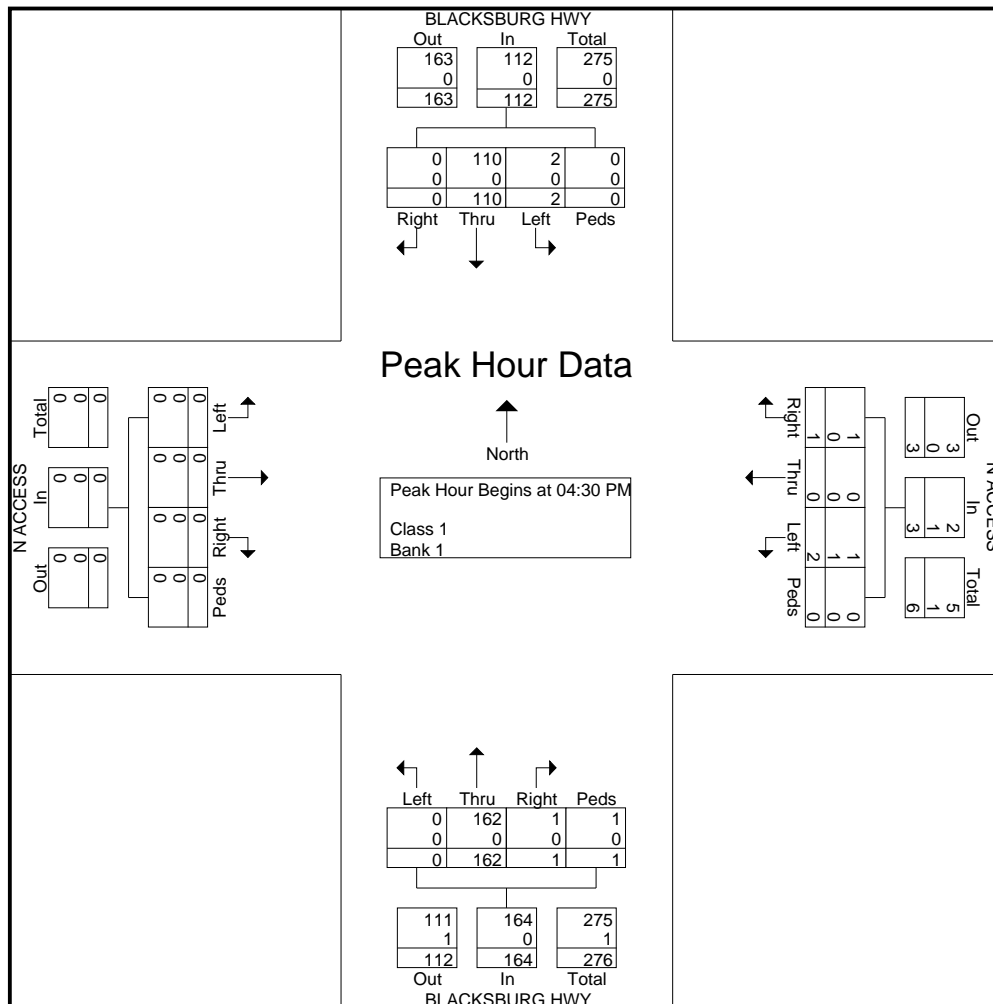 BLACKSBURG HWY
Out In Total
163 112 275
0 0 0
163 112 275
0 110 2 0
0 0 0 0
0 110 2 0
Right Thru Left Peds
Peak Hour Data
North
Peak Hour Begins at 04:30 PM
Class 1
Bank 1
N ACCESS
Total In Out
0 0 0
0 0 0
0 0 0
Left Thru Right Peds
0 0 0 0
0 0 0 0
0 0 0 0
N ACCESS
Out In Total
3 2 5
0 1 1
3 3 6
1 0 1 0
0 0 1 0
1 0 2 0
Right Thru Left Peds
Left Thru Right Peds
0 162 1 1
0 0 0 0
0 162 1 1
111 164 275
1 0 1
112 164 276
Out In Total
BLACKSBURG HWY